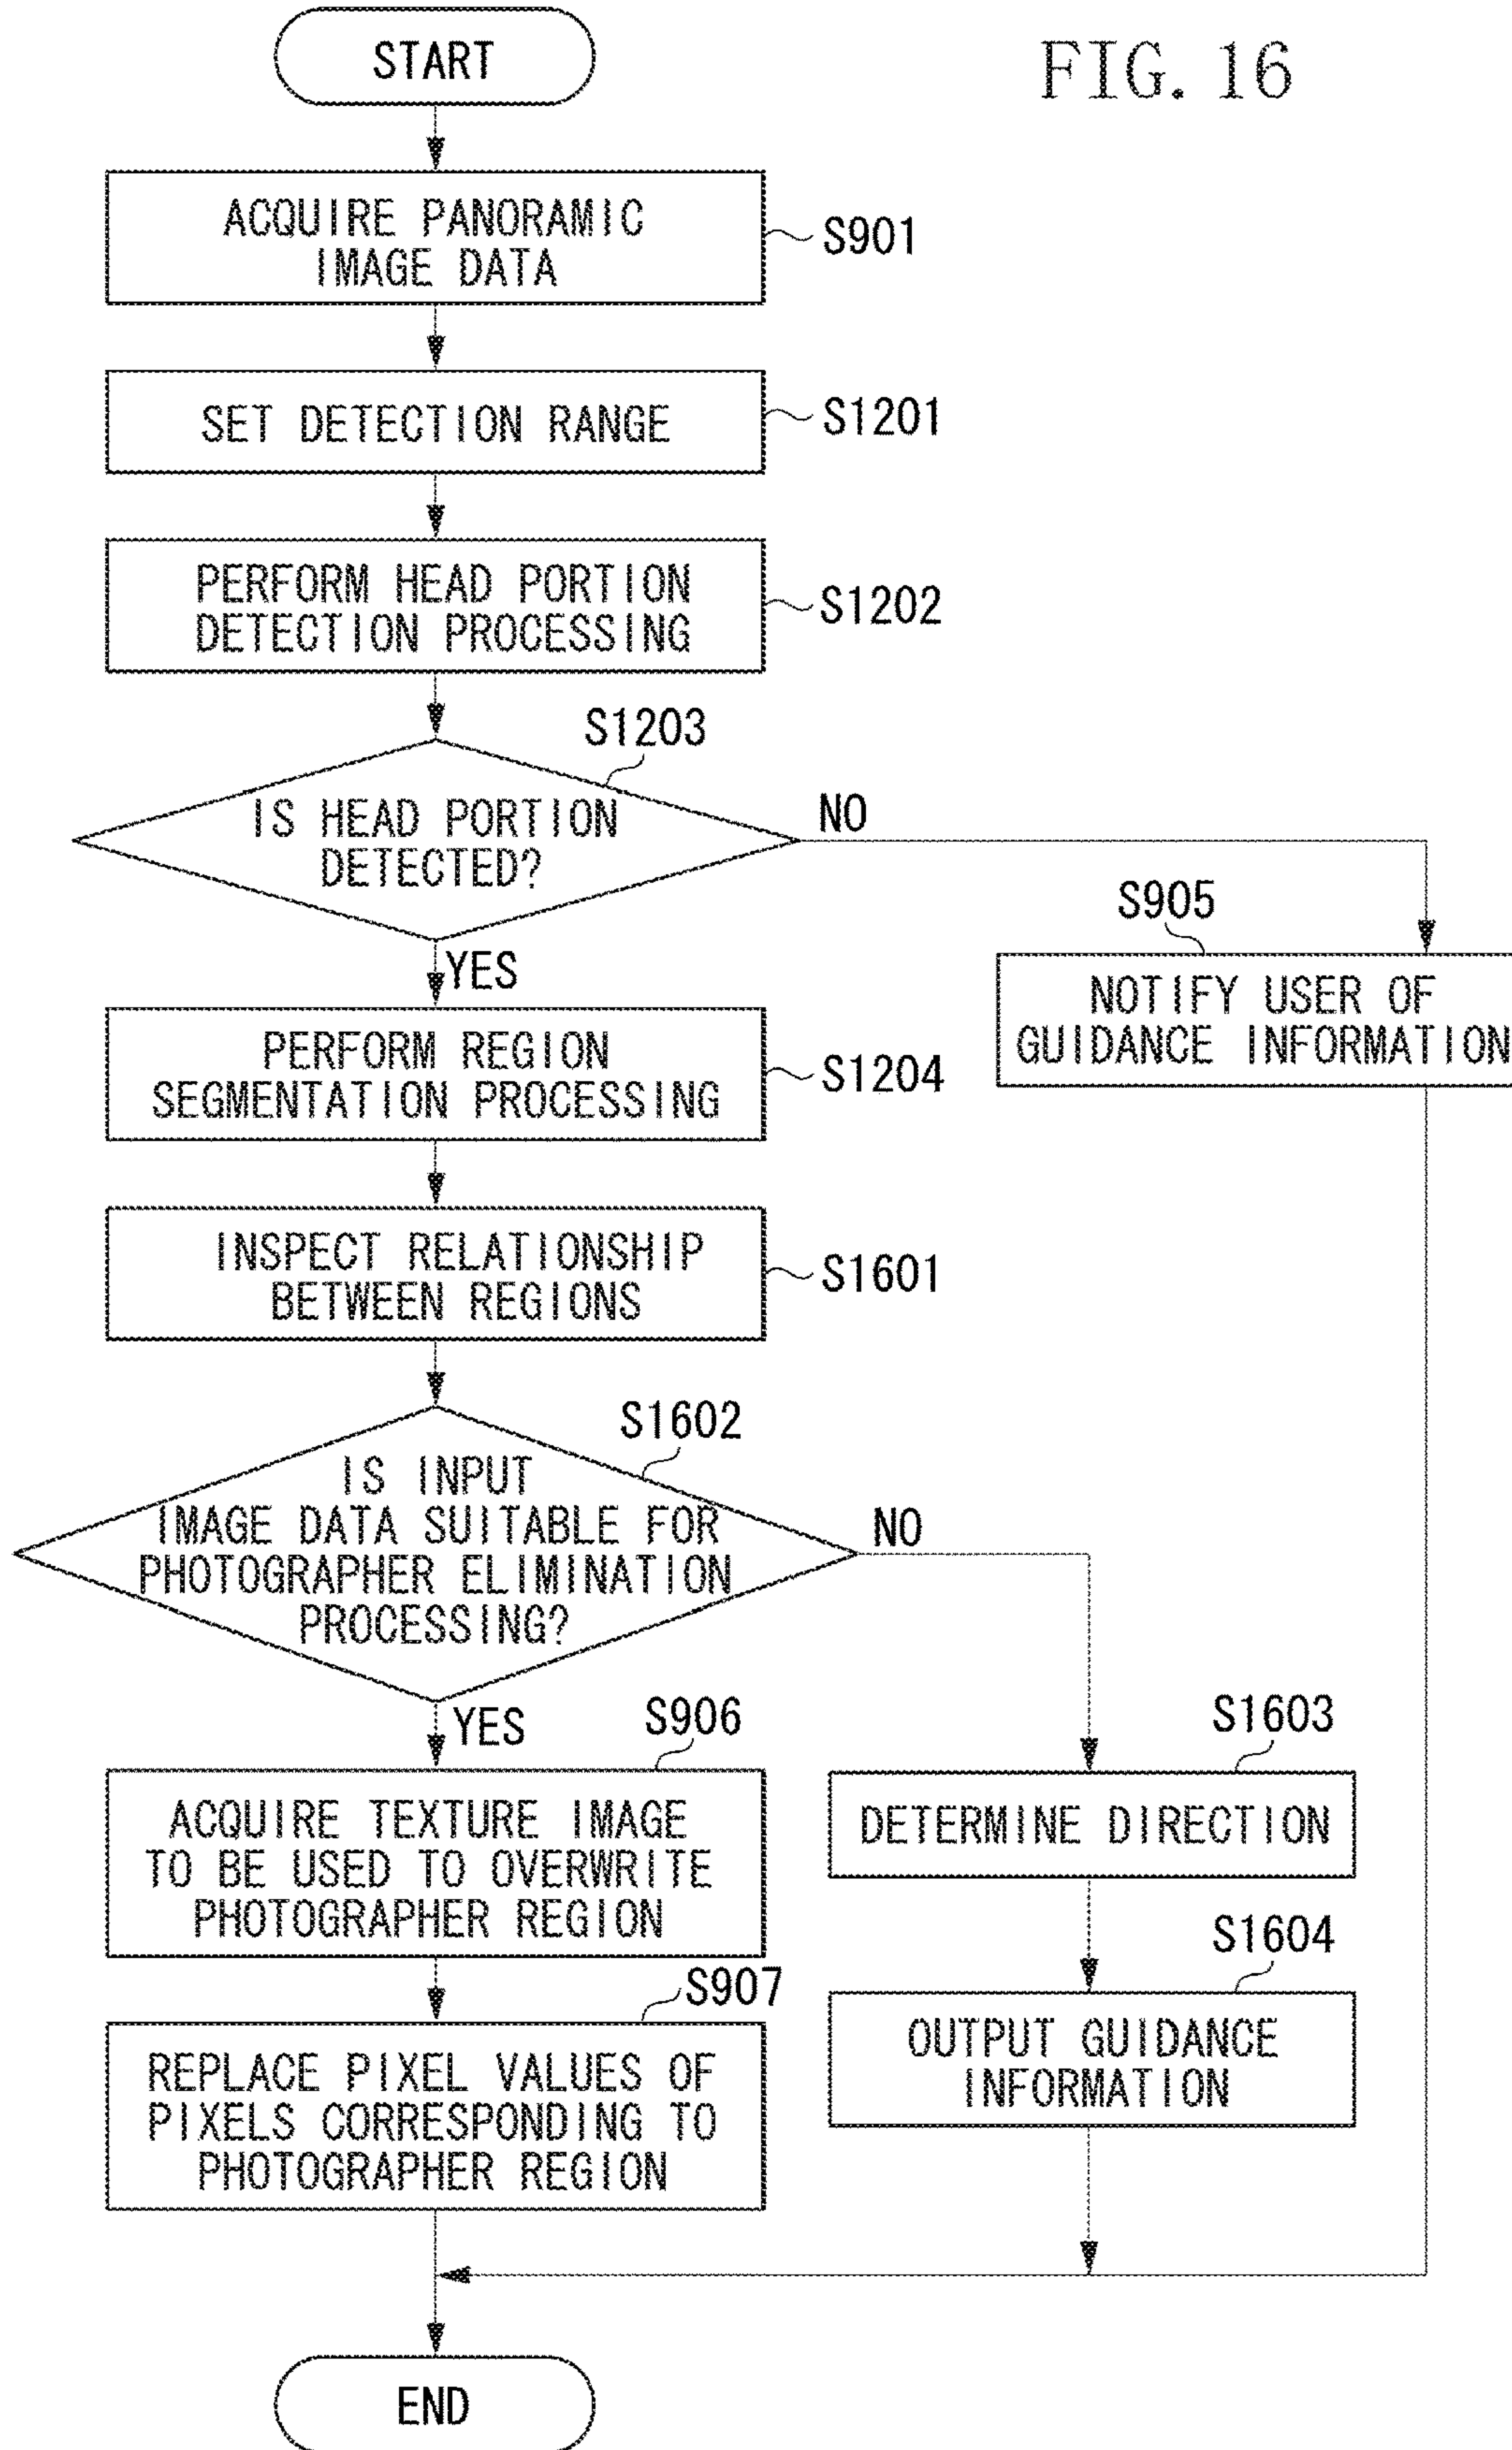 FIG. 16
START
ACQUIRE PANORAMIC
IMAGE DATA
S901
SET DETECTION RANGE
S1201
PERFORM HEAD PORTION
DETECTION PROCESSING
S1202
S1203
IS HEAD PORTION
DETECTED?
NO
YES
S905
NOTIFY USER OF
GUIDANCE INFORMATION
PERFORM REGION
SEGMENTATION PROCESSING
S1204
INSPECT RELATIONSHIP
BETWEEN REGIONS
S1601
S1602
IS INPUT
IMAGE DATA SUITABLE FOR
PHOTOGRAPHER ELIMINATION
PROCESSING?
NO
YES
S906
ACQUIRE TEXTURE IMAGE
TO BE USED TO OVERWRITE
PHOTOGRAPHER REGION
S1603
DETERMINE DIRECTION
S907
REPLACE PIXEL VALUES OF
PIXELS CORRESPONDING TO
PHOTOGRAPHER REGION
S1604
OUTPUT GUIDANCE
INFORMATION
END